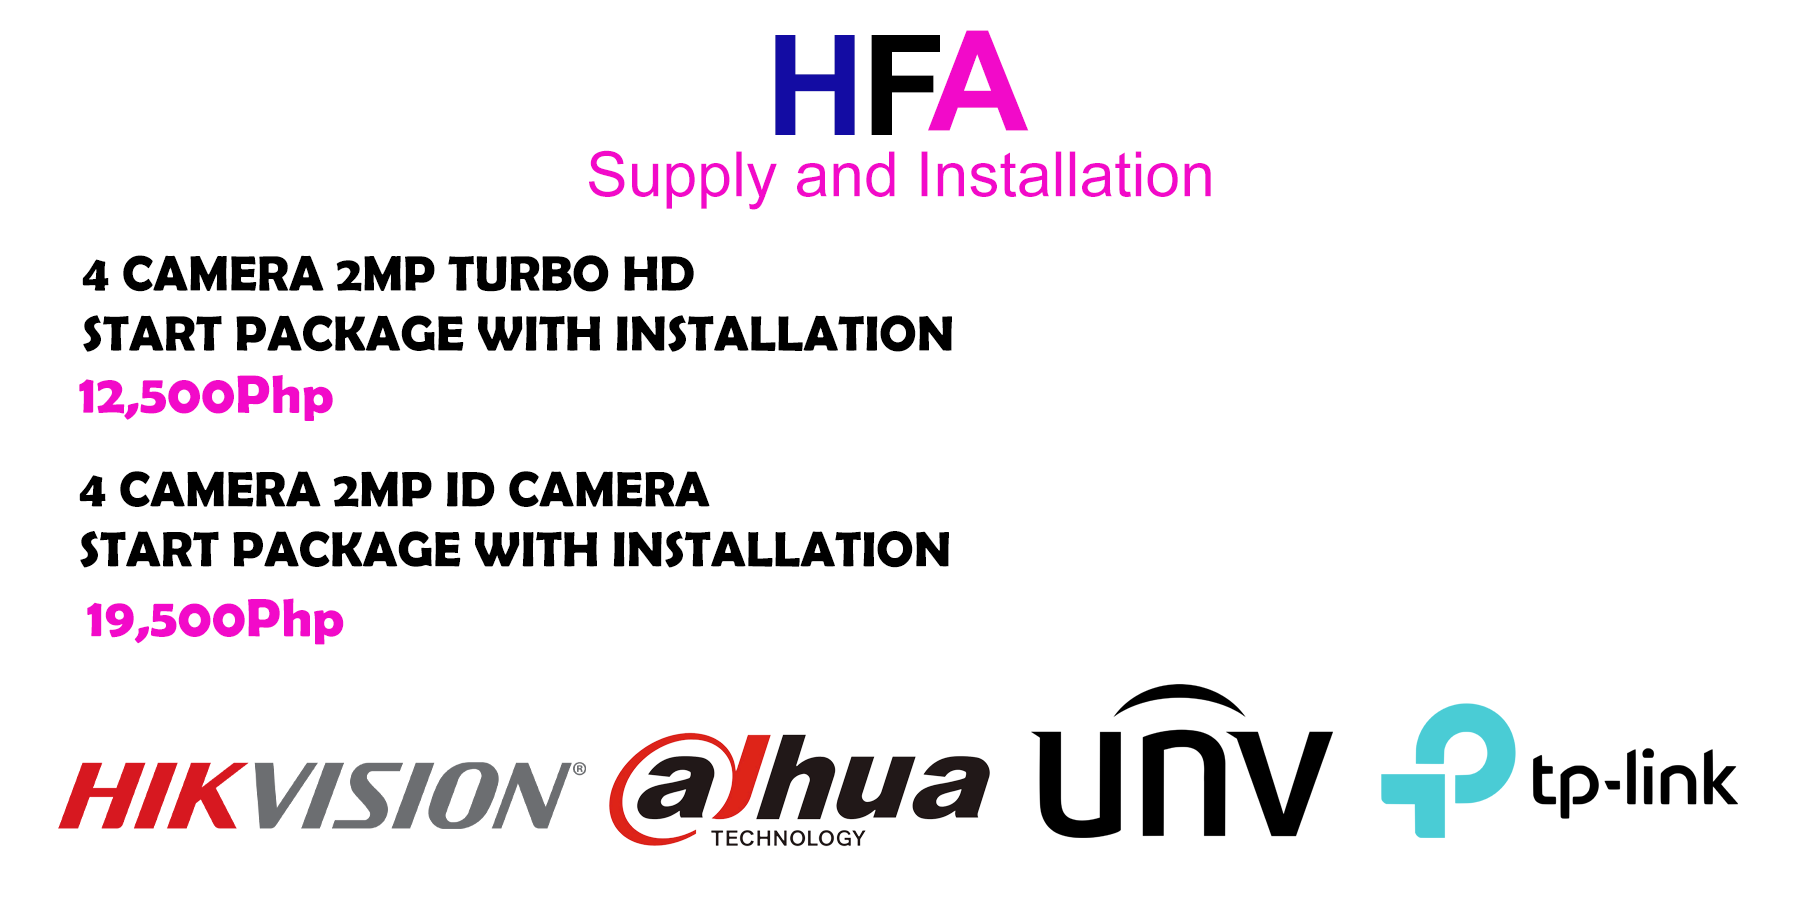 HFA
Supply and Installation
4 CAMERA 2MP TURBO HD
START PACKAGE WITH INSTALLATION
12,500Php
4 CAMERA 2MP ID CAMERA
START PACKAGE WITH INSTALLATION
19,500Php
HIKVISION®
alhua
TECHNOLOGY
unv
tp-link